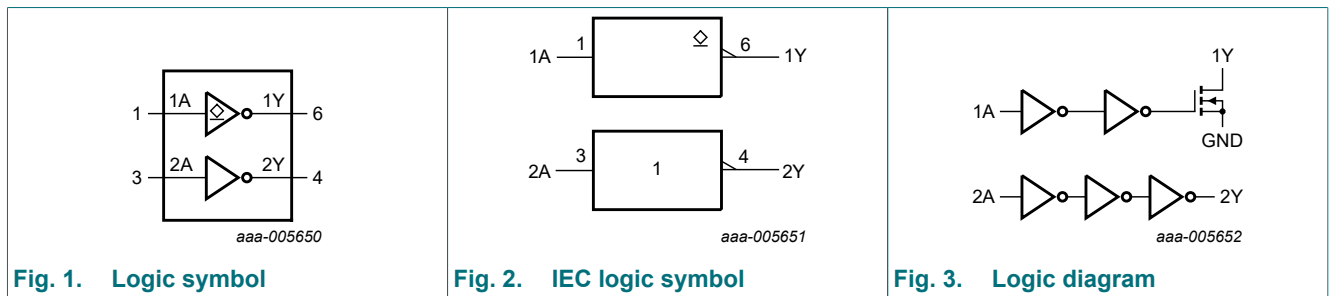 1 1A 1Y 6
3 2A 2Y 4
aaa-005650
Fig. 1. Logic symbol
1A 1 6 1Y
2A 3 1 4 2Y
aaa-005651
Fig. 2. IEC logic symbol
1Y
1A
GND
2A 2Y
aaa-005652
Fig. 3. Logic diagram